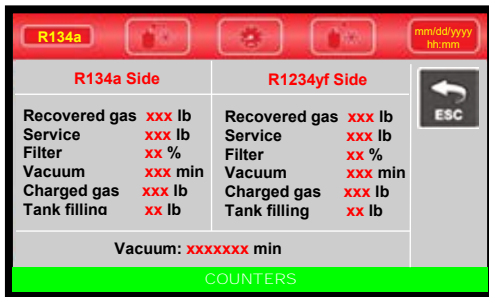 R134a
mm/dd/yyyy
hh:mm
R134a Side
Recovered gas xxx lb
Service xxx lb
Filter xx %
Vacuum xxx min
Charged gas xxx lb
Tank filling xx lb
R1234yf Side
Recovered gas xxx lb
Service xxx lb
Filter xx %
Vacuum xxx min
Charged gas xxx lb
Tank filling xx lb
ESC
Vacuum: xxxxxxx min
COUNTERS